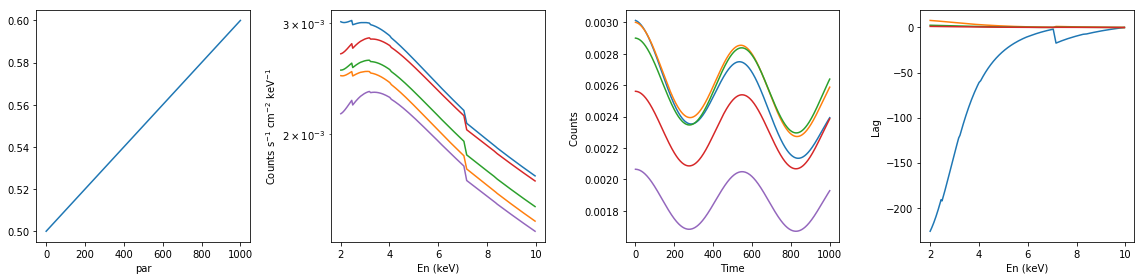 0.60
0.58
0.56
0.54
0.52
0.50
0 200 400 600 800 1000
par
Counts s⁻¹ cm⁻² keV⁻¹
3 × 10⁻³
2 × 10⁻³
2 4 6 8 10
En (keV)
Counts
0.0030
0.0028
0.0026
0.0024
0.0022
0.0020
0.0018
0 200 400 600 800 1000
Time
Lag
0
−50
−100
−150
−200
2 4 6 8 10
En (keV)